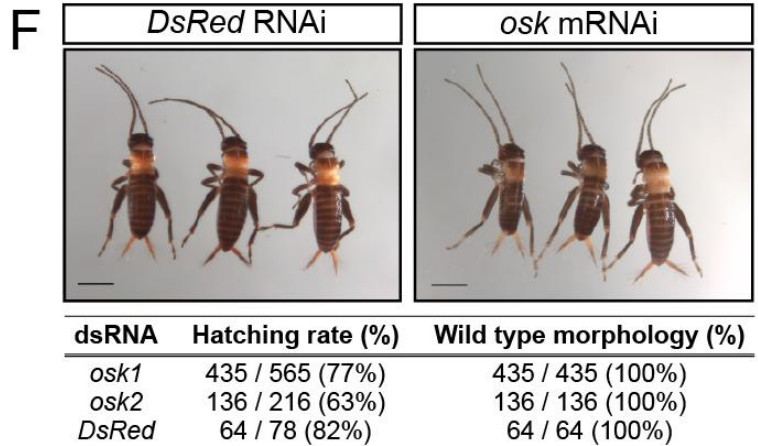 F
DsRed RNAi
osk mRNAi
dsRNA Hatching rate (%) Wild type morphology (%)
osk1 435 / 565 (77%) 435 / 435 (100%)
osk2 136 / 216 (63%) 136 / 136 (100%)
DsRed 64 / 78 (82%) 64 / 64 (100%)